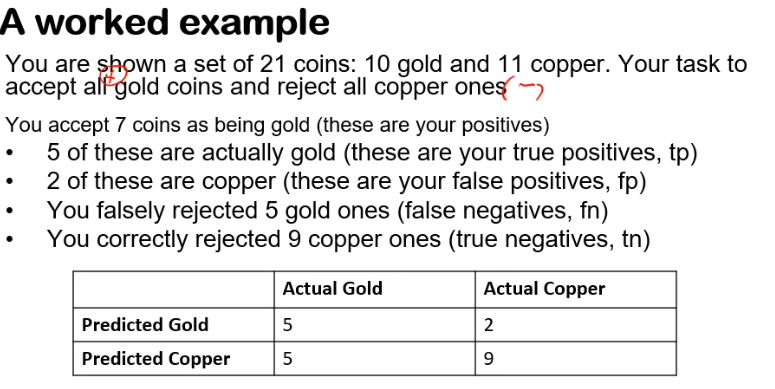 A worked example
You are shown a set of 21 coins: 10 gold and 11 copper. Your task to
accept all gold coins and reject all copper ones
You accept 7 coins as being gold (these are your positives)
• 5 of these are actually gold (these are your true positives, tp)
• 2 of these are copper (these are your false positives, fp)
• You falsely rejected 5 gold ones (false negatives, fn)
• You correctly rejected 9 copper ones (true negatives, tn)
Actual Gold Actual Copper
Predicted Gold 5 2
Predicted Copper 5 9